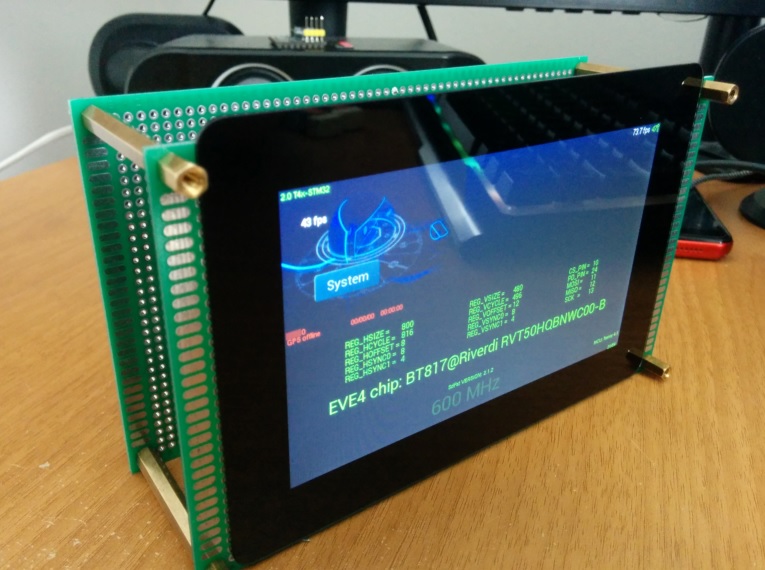 2.0 T4x-STM32
73.7 fps
43 fps
System
00/00/00 00:00:00
GPS offline
REG_HSIZE = 800
REG_HCYCLE = 816
REG_HOFFSET = 8
REG_HSYNC0 = 8
REG_HSYNC1 = 4
REG_VSIZE = 480
REG_VCYCLE = 496
REG_VOFFSET = 12
REG_VSYNC0 = 8
REG_VSYNC1 = 4
CS_PIN = 10
PD_PIN = 24
MOSI = 11
MISO = 12
SCK = 13
EVE4 chip: BT817@Riverdi RVT50HQBNWC00-B
600 MHz